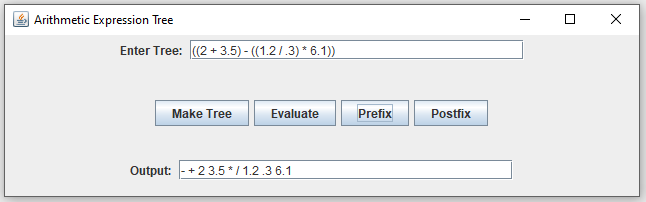 Arithmetic Expression Tree
Enter Tree: ((2 + 3.5) - ((1.2 / .3) * 6.1))
Make Tree Evaluate Prefix Postfix
Output: - + 2 3.5 * / 1.2 .3 6.1